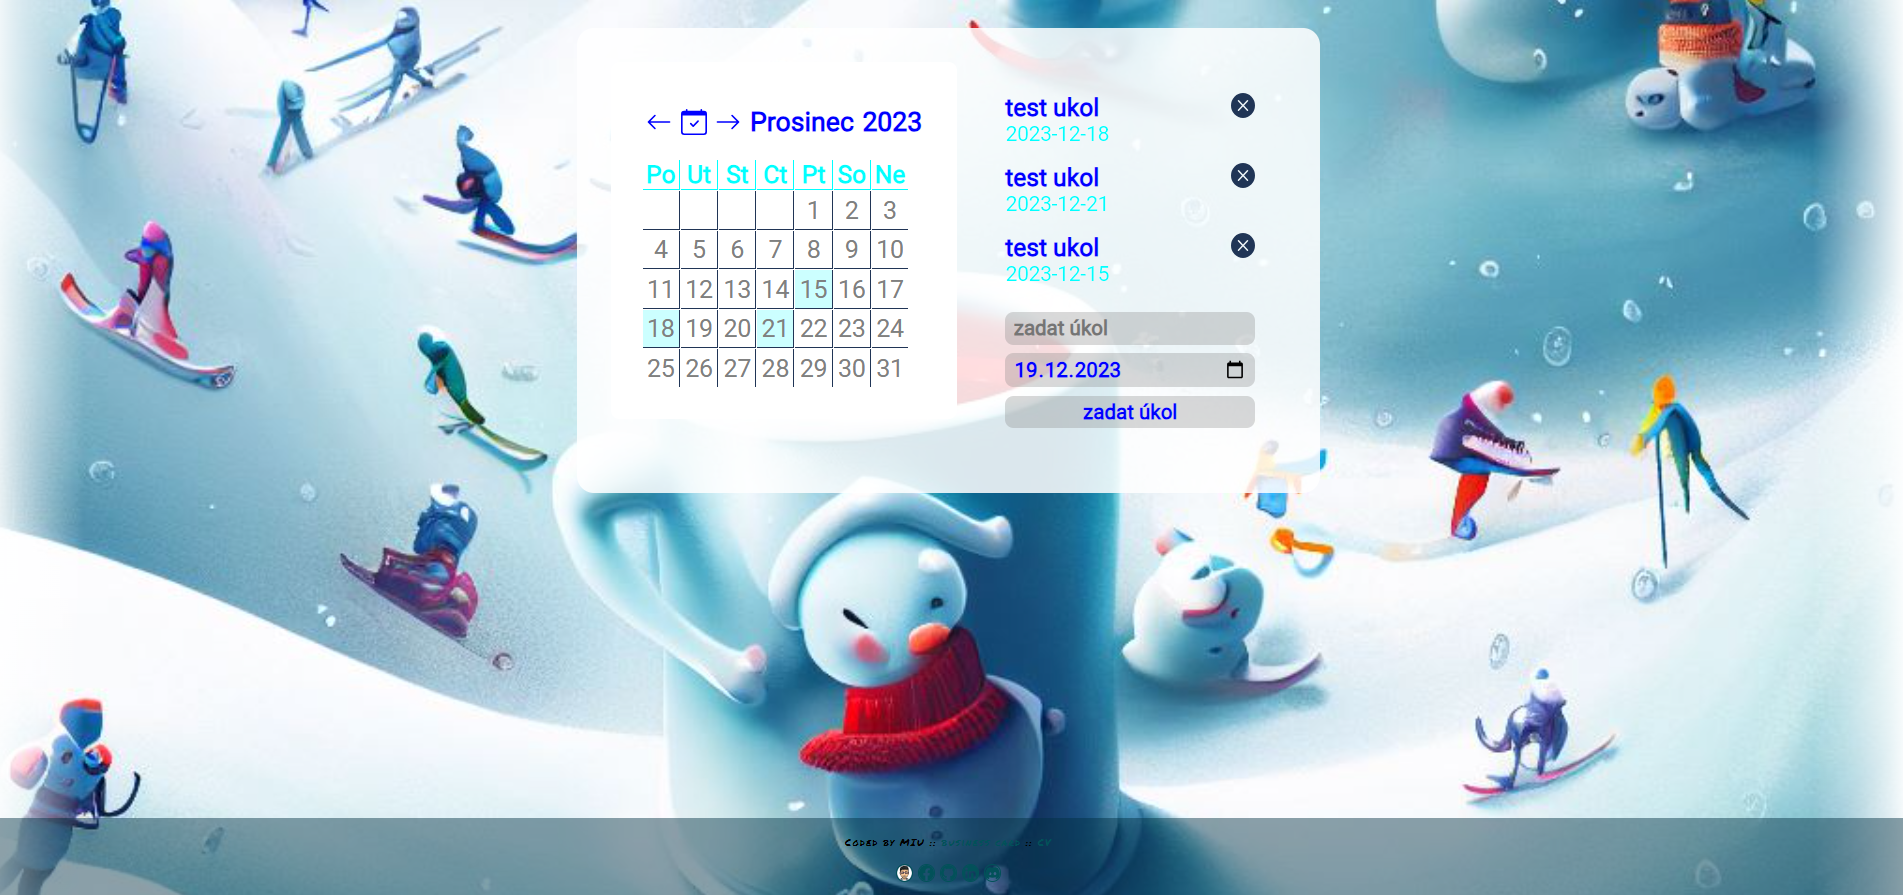 Prosinec 2023
Po Ut St Ct Pt So Ne
1 2 3
4 5 6 7 8 9 10
11 12 13 14 15 16 17
18 19 20 21 22 23 24
25 26 27 28 29 30 31
test ukol
2023-12-18
test ukol
2023-12-21
test ukol
2023-12-15
zadat úkol
19.12.2023
zadat úkol
Coded by MIU :: :: CV